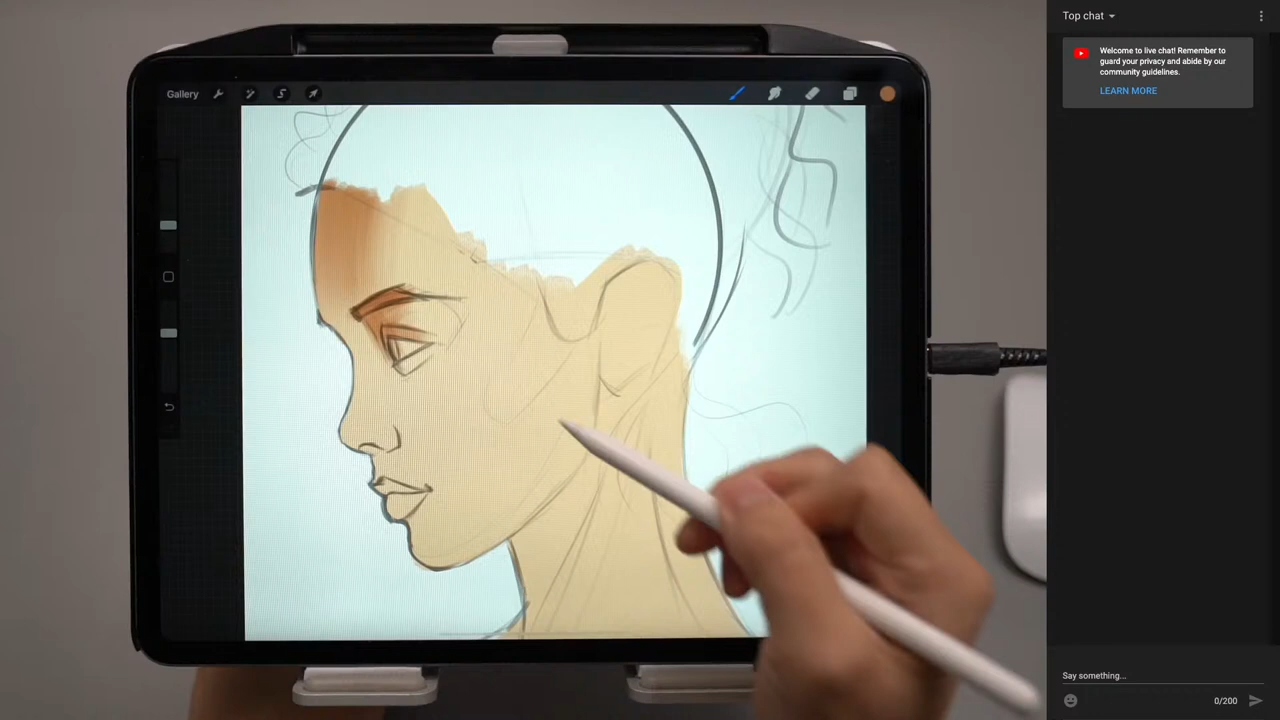 Gallery
Top chat
Welcome to live chat! Remember to
guard your privacy and abide by our
community guidelines.
LEARN MORE
Say something...
0/200